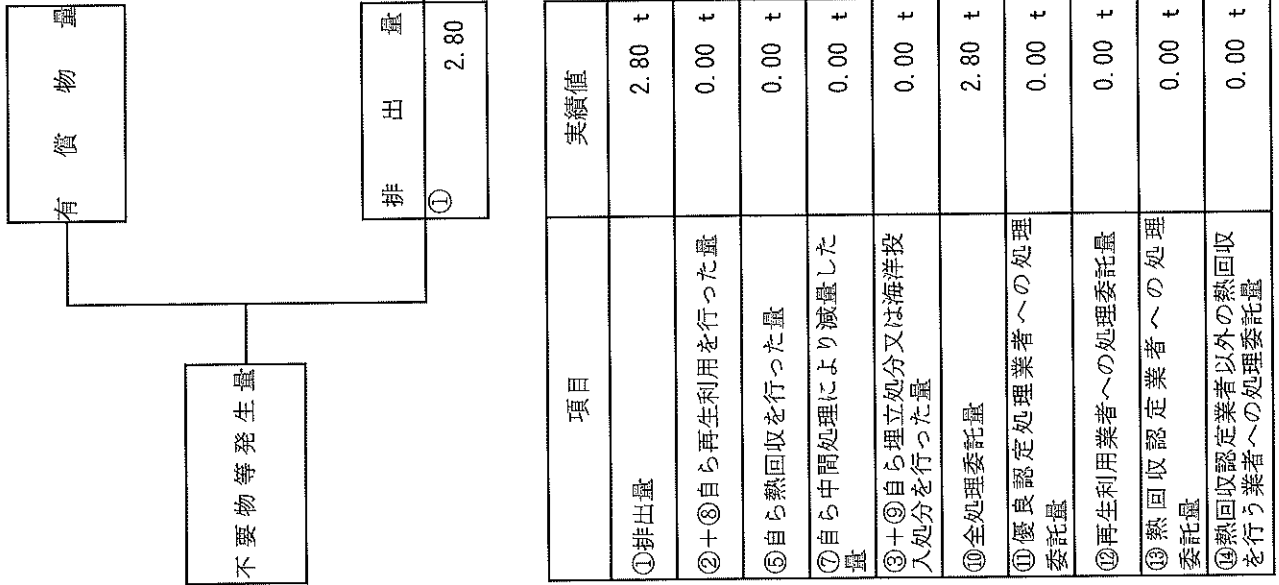 有償物量
不要物等発生量
排出量
①
2.80
項目
実績値
①排出量
2.80 t
②+⑧自ら再生利用を行った量
0.00 t
⑤自ら熱回収を行った量
0.00 t
⑦自ら中間処理により減量した
量
0.00 t
③+⑨自ら埋立処分又は海洋投
入処分を行った量
0.00 t
⑩全処理委託量
2.80 t
⑪優良認定処理業者への処理
委託量
0.00 t
⑫再生利用業者への処理委託量
0.00 t
⑬熱回収認定業者への処理
委託量
0.00 t
⑭熱回収認定業者以外の熱回収
を行う業者への処理委託量
0.00 t